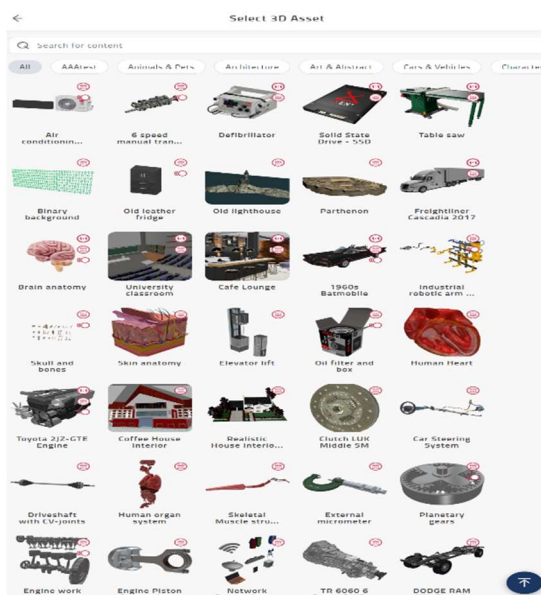 Select 3D Asset
Search for content
All AAAtest Animals & Pets Architecture Art & Abstract Cars & Vehicles Character
Air conditionin...
6 speed manual tran...
Defibrillator
Solid State Drive - SSD
Table saw
Binary background
Old leather fridge
Old lighthouse
Parthenon
Freightliner Cascadia 2017
Brain anatomy
University classroom
Cafe Lounge
1960s Batmobile
Industrial robotic arm ...
Skull and bones
Skin anatomy
Elevator lift
Oil filter and box
Human Heart
Toyota 2JZ-GTE Engine
Coffee House Interior
Realistic House Interio...
Clutch LUK Middle SM
Car Steering System
Driveshaft with CV-joints
Human organ system
Skeletal Muscle stru...
External micrometer
Planetary gears
Engine work
Engine Piston
Network
TR 6060 6
DODGE RAM